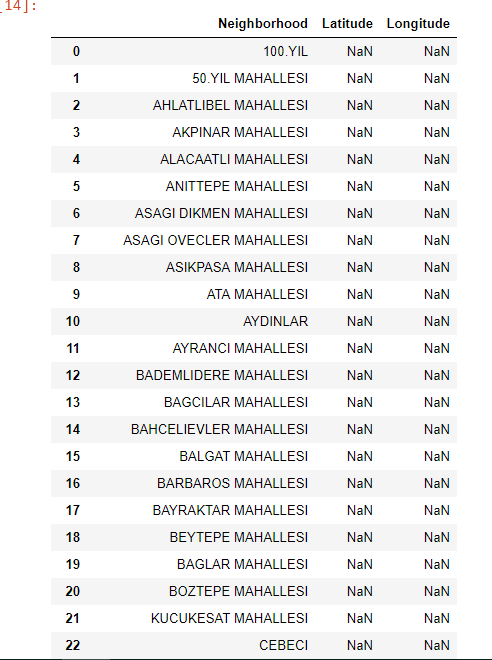 [14]:
Neighborhood Latitude Longitude
0 100.YIL NaN NaN
1 50.YIL MAHALLESI NaN NaN
2 AHLATLIBEL MAHALLESI NaN NaN
3 AKPINAR MAHALLESI NaN NaN
4 ALACAATLI MAHALLESI NaN NaN
5 ANITTEPE MAHALLESI NaN NaN
6 ASAGI DIKMEN MAHALLESI NaN NaN
7 ASAGI OVECLER MAHALLESI NaN NaN
8 ASIKPASA MAHALLESI NaN NaN
9 ATA MAHALLESI NaN NaN
10 AYDINLAR NaN NaN
11 AYRANCI MAHALLESI NaN NaN
12 BADEMLIDERE MAHALLESI NaN NaN
13 BAGCILAR MAHALLESI NaN NaN
14 BAHCELIEVLER MAHALLESI NaN NaN
15 BALGAT MAHALLESI NaN NaN
16 BARBAROS MAHALLESI NaN NaN
17 BAYRAKTAR MAHALLESI NaN NaN
18 BEYTEPE MAHALLESI NaN NaN
19 BAGLAR MAHALLESI NaN NaN
20 BOZTEPE MAHALLESI NaN NaN
21 KUCUKESAT MAHALLESI NaN NaN
22 CEBECI NaN NaN